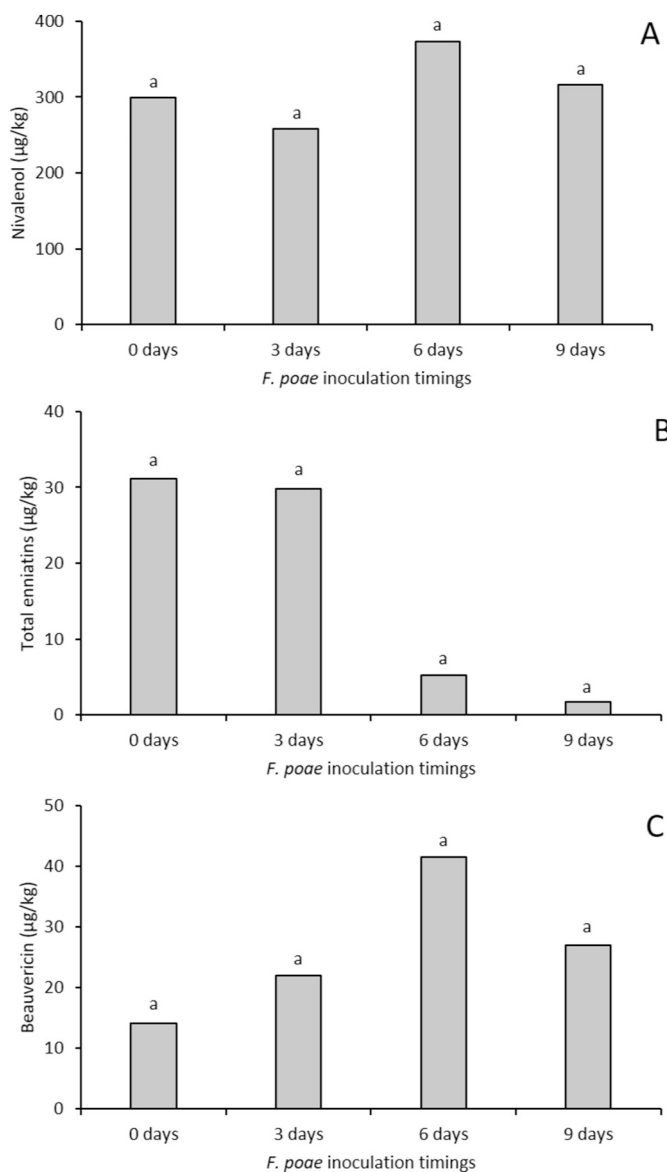 A
400
300
200
100
0
Nivalenol (µg/kg)
a
a
a
a
0 days
3 days
6 days
9 days
F. poae inoculation timings
B
40
30
20
10
0
Total enniatins (µg/kg)
a
a
a
a
0 days
3 days
6 days
9 days
F. poae inoculation timings
C
50
40
30
20
10
0
Beauvericin (µg/kg)
a
a
a
a
0 days
3 days
6 days
9 days
F. poae inoculation timings